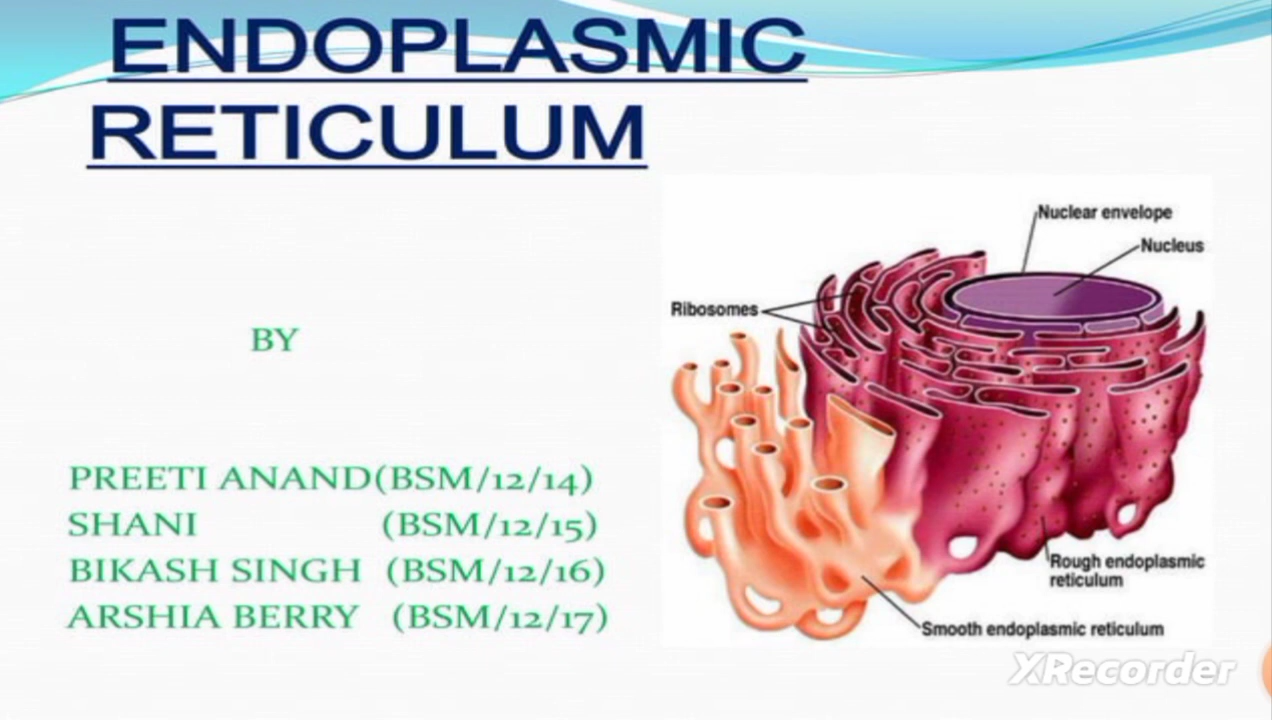 ENDOPLASMIC
RETICULUM
BY
PREETI ANAND(BSM/12/14)
SHANI (BSM/12/15)
BIKASH SINGH (BSM/12/16)
ARSHIA BERRY (BSM/12/17)
Nuclear envelope
Nucleus
Ribosomes
Rough endoplasmic
reticulum
Smooth endoplasmic reticulum
XRecorder